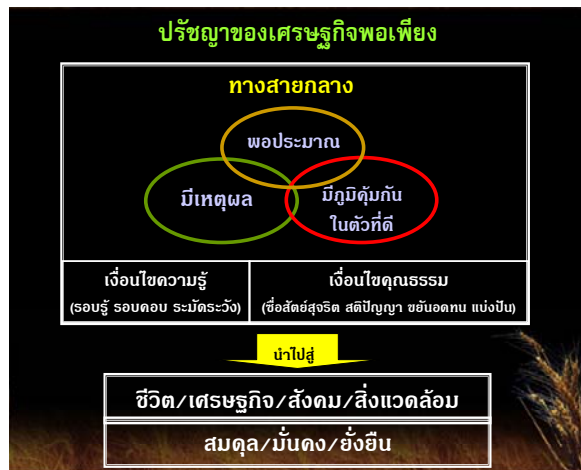 ปรัชญาของเศรษฐกิจพอเพียง
ทางสายกลาง
พอประมาณ
มีเหตุผล
มีภูมิคุ้มกัน
ในตัวที่ดี
เงื่อนไขความรู้
(รอบรู้ รอบคอบ ระมัดระวัง)
เงื่อนไขคุณธรรม
(ซื่อสัตย์สุจริต สติปัญญา ขยันอดทน แบ่งปัน)
นำไปสู่
ชีวิต/เศรษฐกิจ/สังคม/สิ่งแวดล้อม
สมดุล/มั่นคง/ยั่งยืน